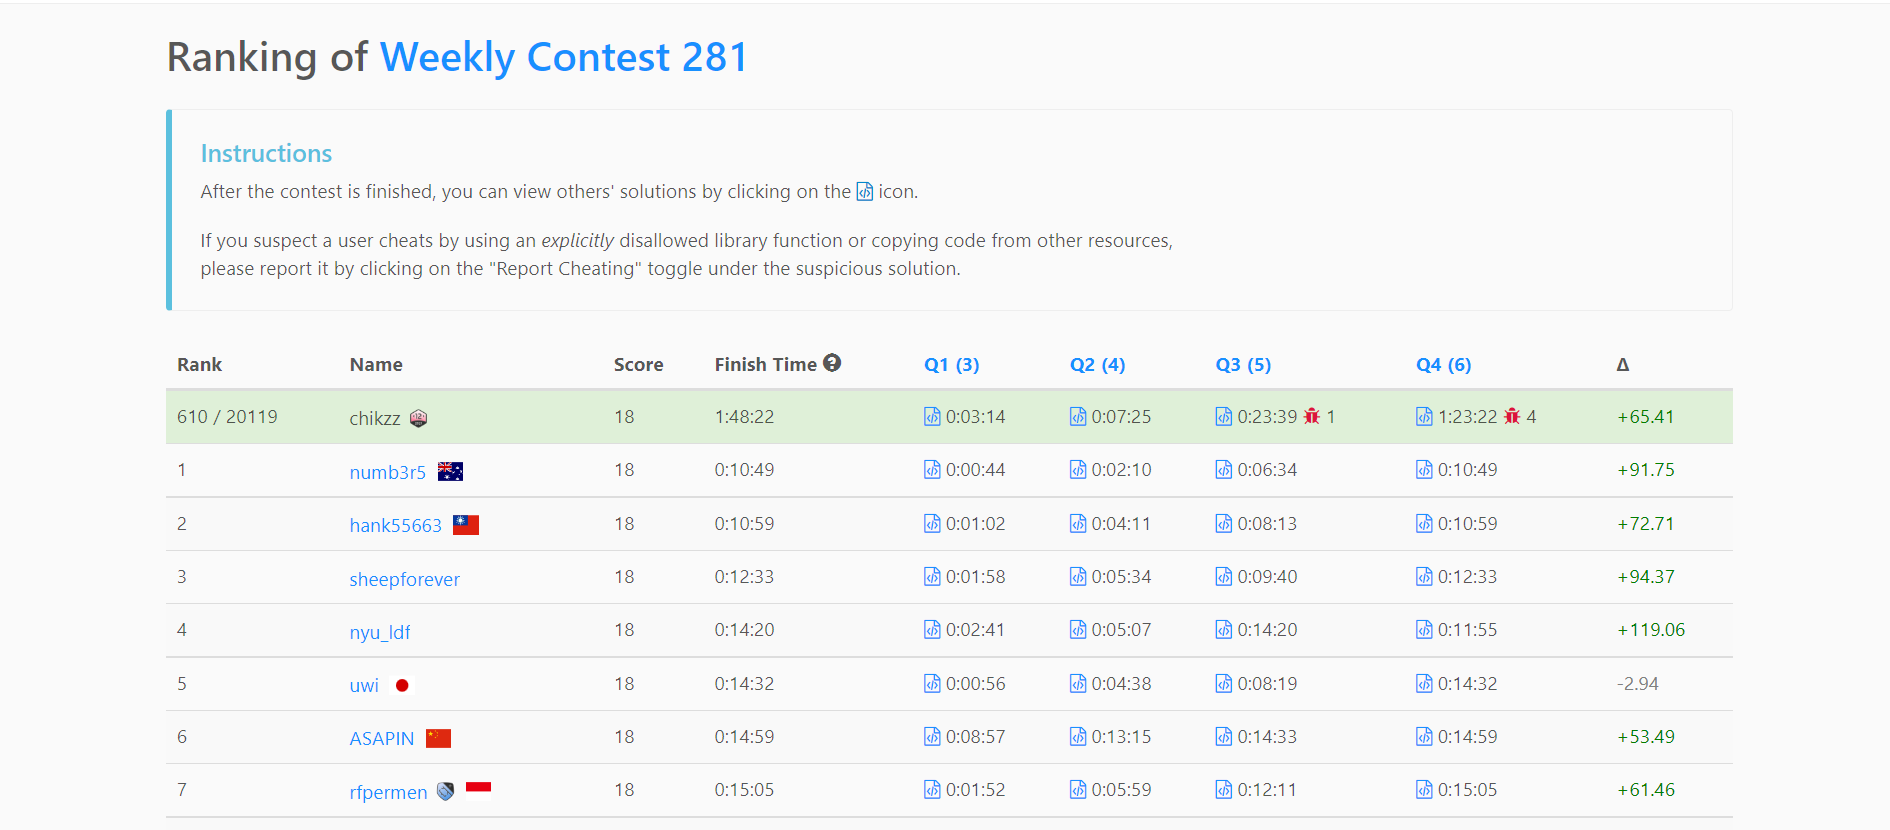 Ranking of Weekly Contest 281
Instructions
After the contest is finished, you can view others' solutions by clicking on the icon.
If you suspect a user cheats by using an explicitly disallowed library function or copying code from other resources,
please report it by clicking on the "Report Cheating" toggle under the suspicious solution.
Rank Name Score Finish Time Q1 (3) Q2 (4) Q3 (5) Q4 (6) Δ
610 / 20119 chikzz 18 1:48:22 0:03:14 0:07:25 0:23:39 1 1:23:22 4 +65.41
1 numb3r5 18 0:10:49 0:00:44 0:02:10 0:06:34 0:10:49 +91.75
2 hank55663 18 0:10:59 0:01:02 0:04:11 0:08:13 0:10:59 +72.71
3 sheepforever 18 0:12:33 0:01:58 0:05:34 0:09:40 0:12:33 +94.37
4 nyu_ldf 18 0:14:20 0:02:41 0:05:07 0:14:20 0:11:55 +119.06
5 uwi 18 0:14:32 0:00:56 0:04:38 0:08:19 0:14:32 -2.94
6 ASAPIN 18 0:14:59 0:08:57 0:13:15 0:14:33 0:14:59 +53.49
7 rfpermen 18 0:15:05 0:01:52 0:05:59 0:12:11 0:15:05 +61.46